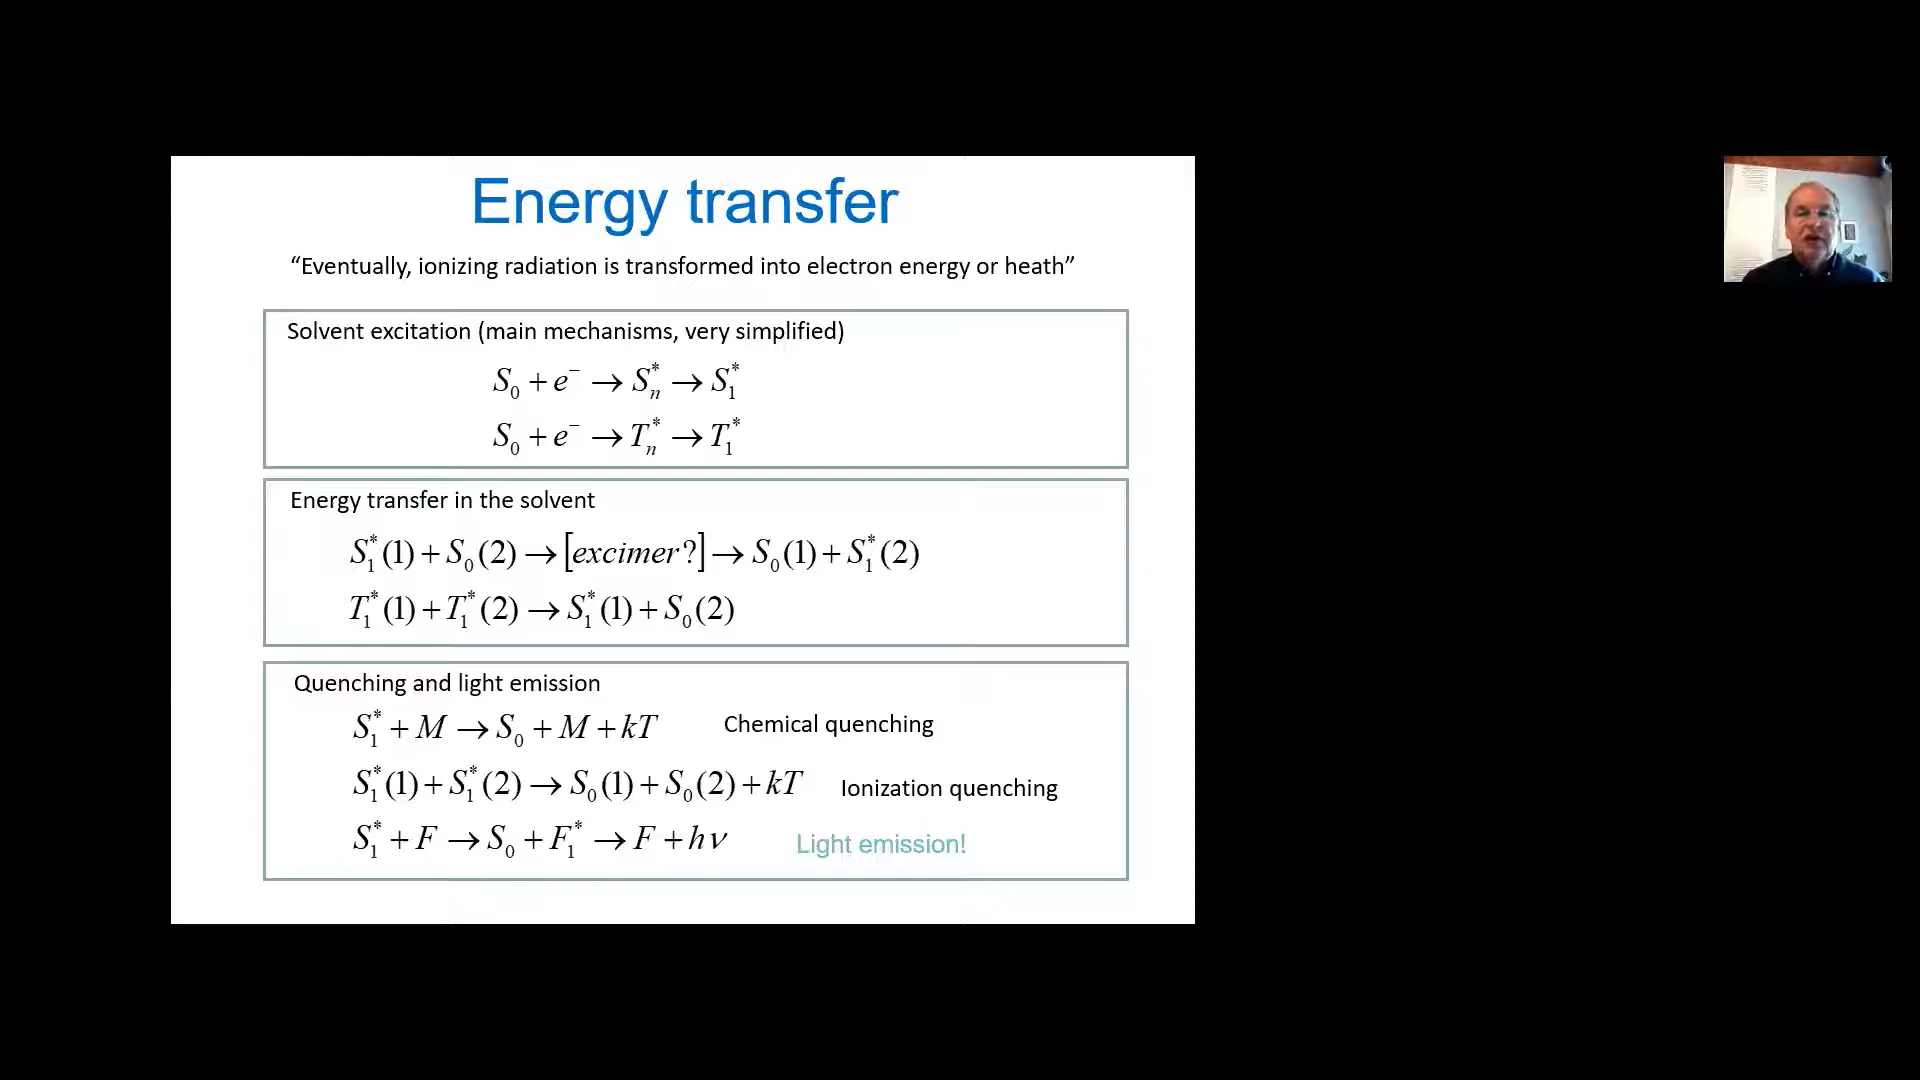 Energy transfer
“Eventually, ionizing radiation is transformed into electron energy or heath”
Solvent excitation (main mechanisms, very simplified)
S₀ + e⁻ → Sₙ* → S₁*
S₀ + e⁻ → Tₙ* → T₁*
Energy transfer in the solvent
S₁*(1) + S₀(2) → [excimer?] → S₀(1) + S₁*(2)
T₁*(1) + T₁*(2) → S₁*(1) + S₀(2)
Quenching and light emission
S₁* + M → S₀ + M + kT Chemical quenching
S₁*(1) + S₁*(2) → S₀(1) + S₀(2) + kT Ionization quenching
S₁* + F → S₀ + F₁* → F + hν Light emission!